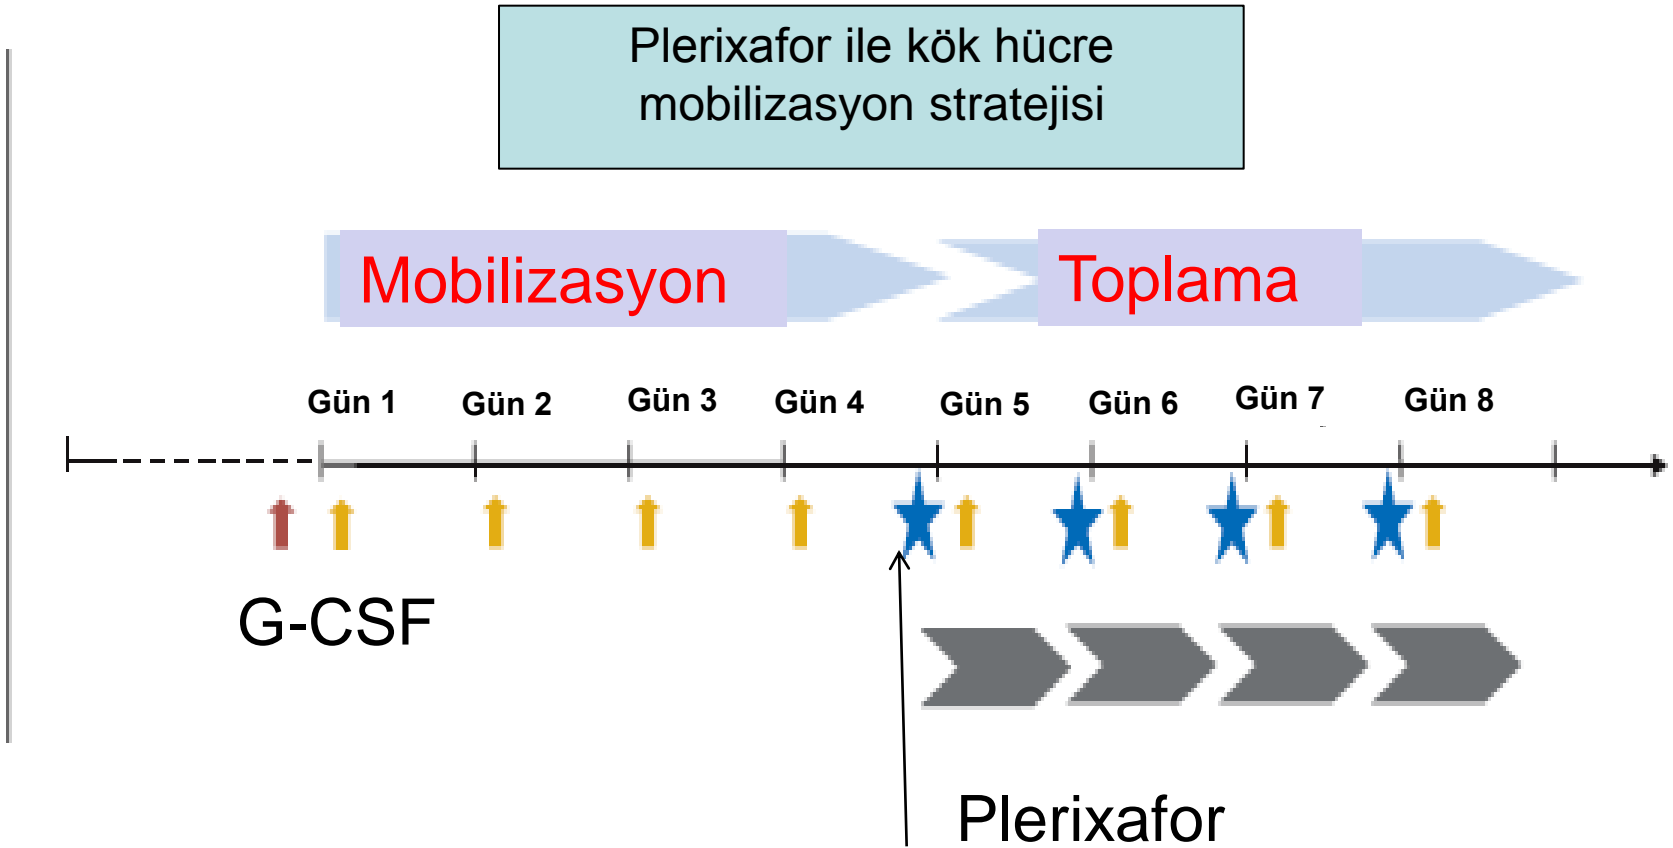 Plerixafor ile kök hücre
mobilizasyon stratejisi
Mobilizasyon
Toplama
Gün 1
Gün 2
Gün 3
Gün 4
Gün 5
Gün 6
Gün 7
Gün 8
G-CSF
Plerixafor